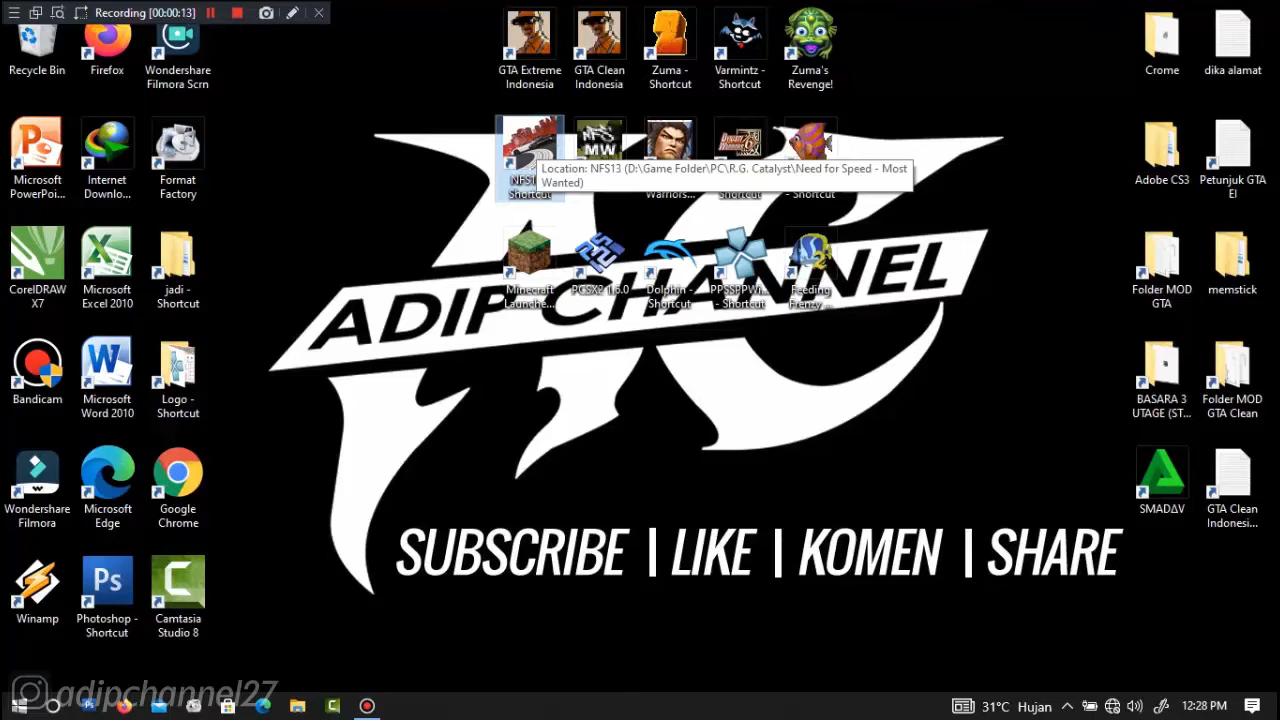 Recording [00:00:13]
Recycle Bin
Firefox
Wondershare
Filmora Scrn
GTA Extreme
Indonesia
GTA Clean
Indonesia
Zuma -
Shortcut
Varmintz -
Shortcut
Zuma's
Revenge!
Crome
dika alamat
Microsoft
PowerPoi...
Internet
Downlo...
Format
Factory
Location: NFS13 (D:\Game Folder\PC\R.G. Catalyst\Need for Speed - Most
Wanted)
Shortcut
Warriors...
Shortcut
- Shortcut
Adobe CS3
Petunjuk GTA
EI
CorelDRAW
X7
Microsoft
Excel 2010
jadi -
Shortcut
Minecraft
Launche...
PCSX2 1.6.0
Dolphin -
Shortcut
PPSSPPWi...
- Shortcut
Feeding
Frenzy ...
Folder MOD
GTA
memstick
ADIP CHANNEL
Bandicam
Microsoft
Word 2010
Logo -
Shortcut
BASARA 3
UTAGE (ST...
Folder MOD
GTA Clean
Wondershare
Filmora
Microsoft
Edge
Google
Chrome
SMADAV
GTA Clean
Indonesi...
SUBSCRIBE | LIKE | KOMEN | SHARE
Winamp
Photoshop -
Shortcut
Camtasia
Studio 8
adipchannel27
31°C Hujan
12:28 PM